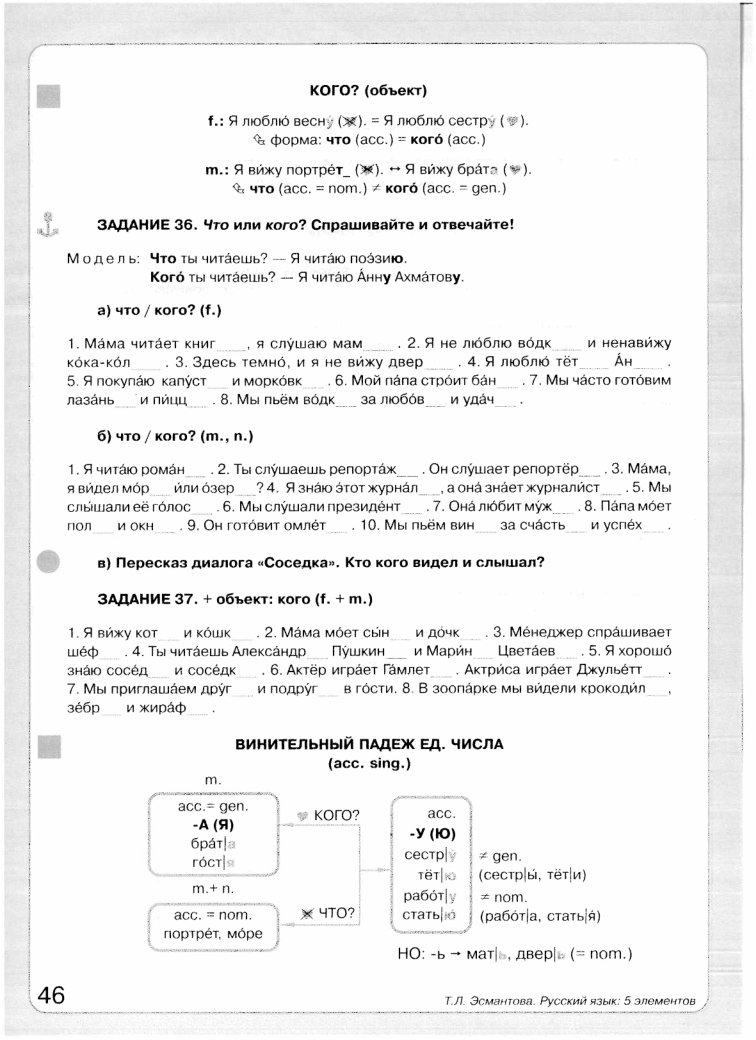 КОГО? (объект)
f.: Я люблю́ весну́ ( ). = Я люблю́ сестру́ ( ).
форма: что (acc.) = кого́ (acc.)
m.: Я ви́жу портре́т_ ( ). ↔ Я ви́жу бра́та ( ).
что (acc. = nom.) ≠ кого́ (acc. = gen.)
ЗАДАНИЕ 36. Что или кого? Спрашивайте и отвечайте!
Модель: Что ты чита́ешь? — Я чита́ю поэ́зию.
Кого́ ты чита́ешь? — Я чита́ю А́нну Ахма́тову.
а) что / кого? (f.)
1. Ма́ма чита́ет книг___, я слу́шаю мам___. 2. Я не лю́блю во́дк___ и ненави́жу
ко́ка-ко́л___. 3. Здесь темно́, и я не ви́жу двер___. 4. Я люблю́ тёт___ А́н___.
5. Я покупа́ю капу́ст___ и морко́вк___. 6. Мой па́па стро́ит ба́н___. 7. Мы ча́сто гото́вим
лаза́нь___ и пи́цц___. 8. Мы пьём во́дк___ за любо́в___ и уда́ч___.
б) что / кого? (m., n.)
1. Я чита́ю рома́н___. 2. Ты слу́шаешь репорта́ж___. Он слу́шает репортёр___. 3. Ма́ма,
я ви́дел мо́р___ и́ли о́зер___? 4. Я зна́ю э́тот журна́л___, а она́ зна́ет журнали́ст___. 5. Мы
слы́шали её го́лос___. 6. Мы слу́шали президе́нт___. 7. Она́ лю́бит му́ж___. 8. Па́па мо́ет
пол___ и окн___. 9. Он гото́вит омле́т___. 10. Мы пьём вин___ за сча́сть___ и успе́х___.
в) Пересказ диалога «Соседка». Кто кого видел и слышал?
ЗАДАНИЕ 37. + объект: кого (f. + m.)
1. Я ви́жу кот___ и ко́шк___. 2. Ма́ма мо́ет сы́н___ и до́чк___. 3. Ме́неджер спра́шивает
ше́ф___. 4. Ты чита́ешь Алекса́ндр___ Пу́шкин___ и Мари́н___ Цвета́ев___. 5. Я хорошо́
зна́ю сосе́д___ и сосе́дк___. 6. Актёр игра́ет Га́млет___. Актри́са игра́ет Джулье́тт___.
7. Мы приглаша́ем дру́г___ и подру́г___ в го́сти. 8. В зоопа́рке мы ви́дели крокоди́л___,
зе́бр___ и жира́ф___.
ВИНИТЕЛЬНЫЙ ПАДЕЖ ЕД. ЧИСЛА
(acc. sing.)
m.
acc.= gen.
-А (Я)
бра́т|а
го́ст|я
m.+ n.
acc. = nom.
портре́т, мо́ре
КОГО?
ЧТО?
acc.
-У (Ю)
сестр|у́
тёт|ю
рабо́т|у
стать|ю́
≠ gen.
(сестр|ы́, тёт|и)
≠ nom.
(рабо́т|а, стать|я́)
НО: -ь → мат|ь, двер|ь (= nom.)
46
Т.Л. Эсмантова. Русский язык: 5 элементов